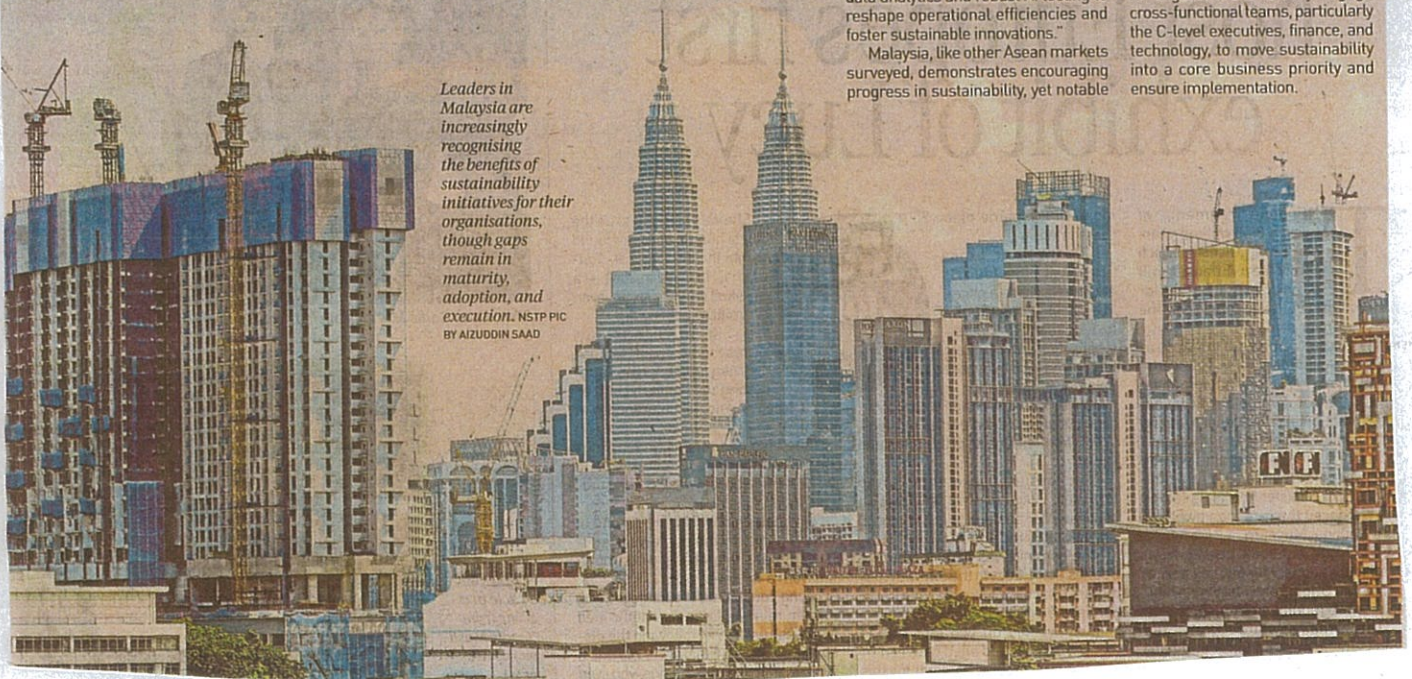 reshape operational efficiencies and
foster sustainable innovations."
Malaysia, like other Asean markets
surveyed, demonstrates encouraging
progress in sustainability, yet notable
cross-functional teams, particularly
the C-level executives, finance, and
technology, to move sustainability
into a core business priority and
ensure implementation.
Leaders in
Malaysia are
increasingly
recognising
the benefits of
sustainability
initiatives for their
organisations,
though gaps
remain in
maturity,
adoption, and
execution. NSTP PIC
BY AIZUDDIN SAAD